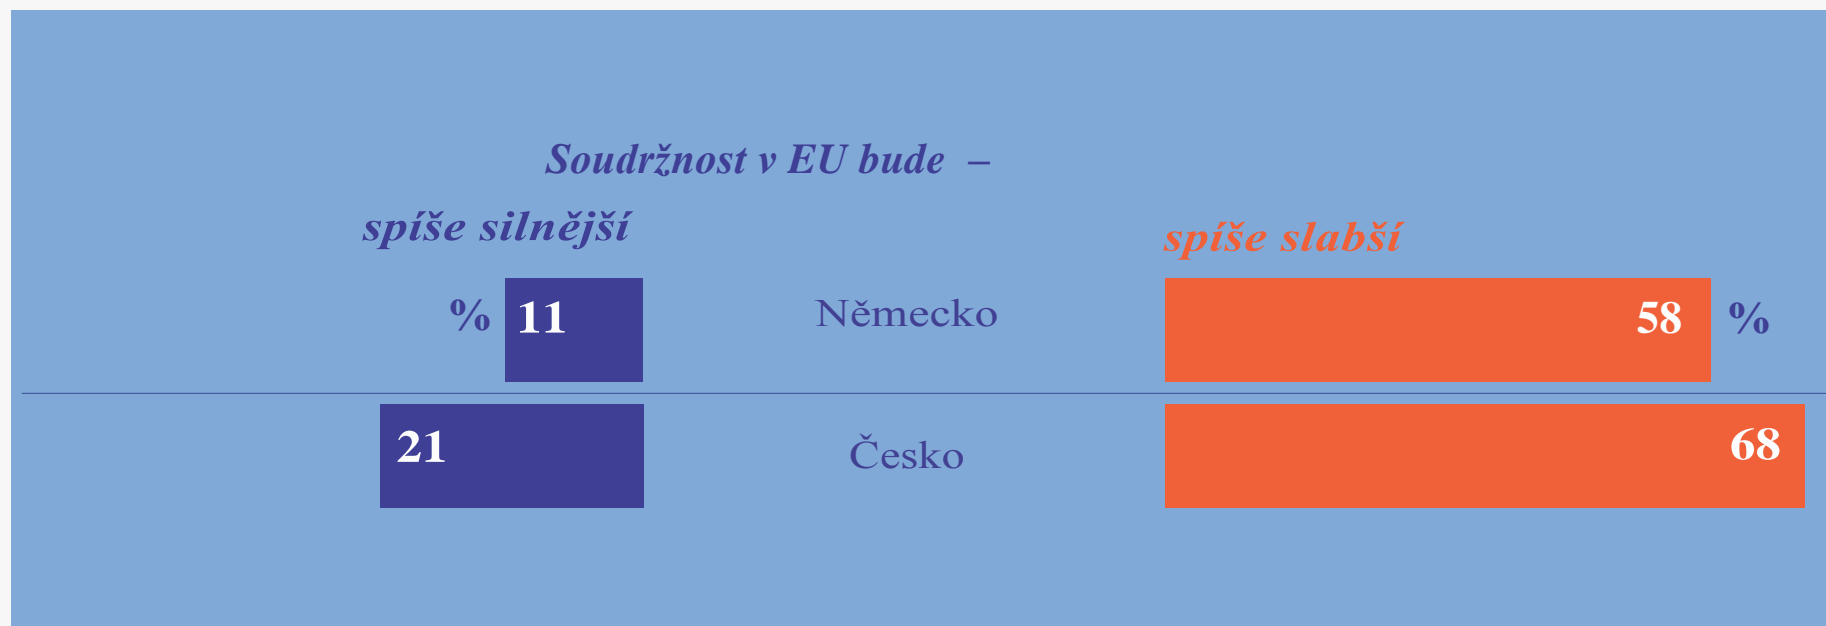 Soudržnost v EU bude –
spíše silnější
spíše slabší
% 11 Německo 58 %
21 Česko 68